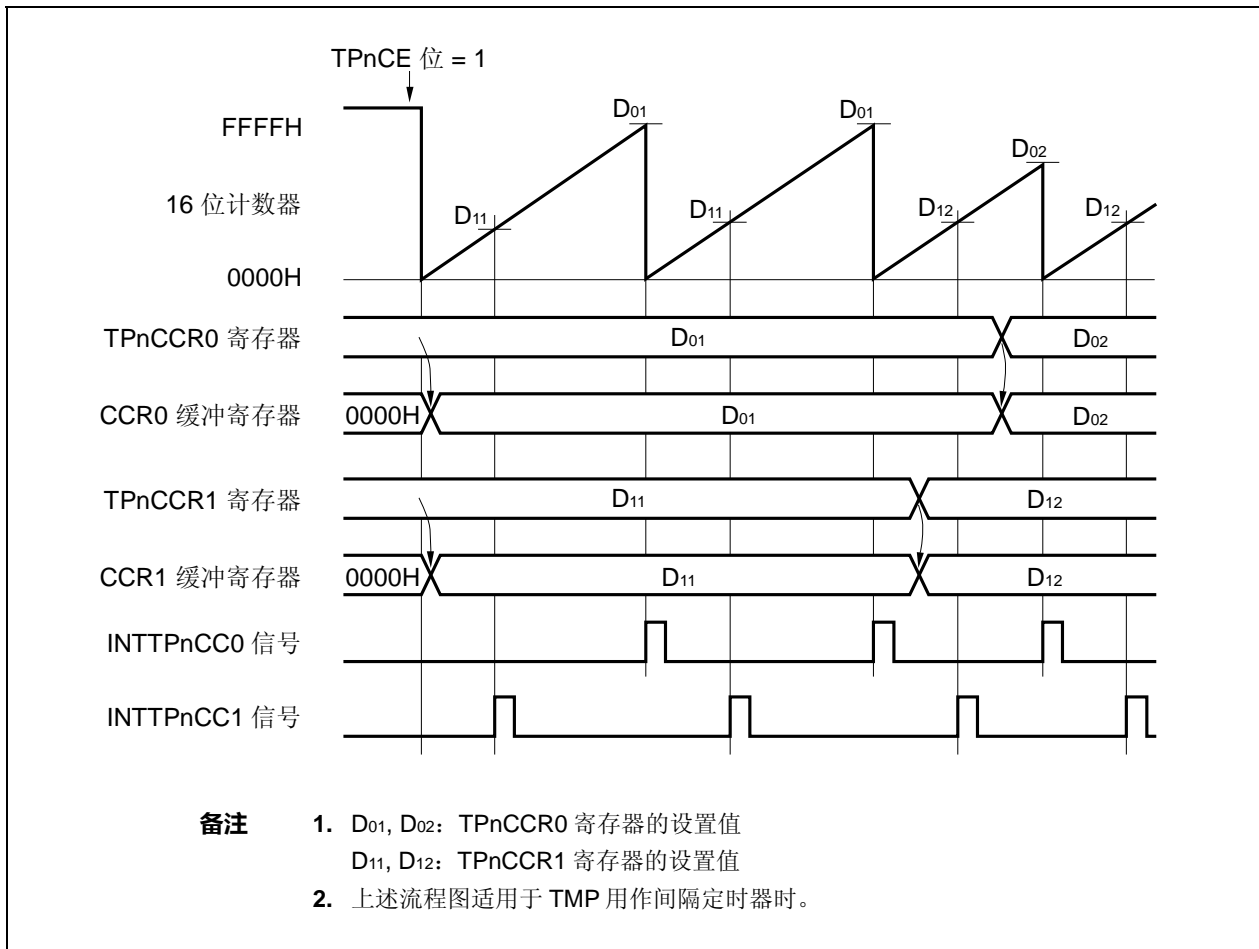 TPnCE 位 = 1
FFFFH
D01
D01
D02
16 位计数器
D11
D11
D12
D12
0000H
TPnCCR0 寄存器
D01
D02
CCR0 缓冲寄存器
0000H
D01
D02
TPnCCR1 寄存器
D11
D12
CCR1 缓冲寄存器
0000H
D11
D12
INTTPnCC0 信号
INTTPnCC1 信号
备注 1. D01, D02: TPnCCR0 寄存器的设置值
D11, D12: TPnCCR1 寄存器的设置值
2. 上述流程图适用于 TMP 用作间隔定时器时。